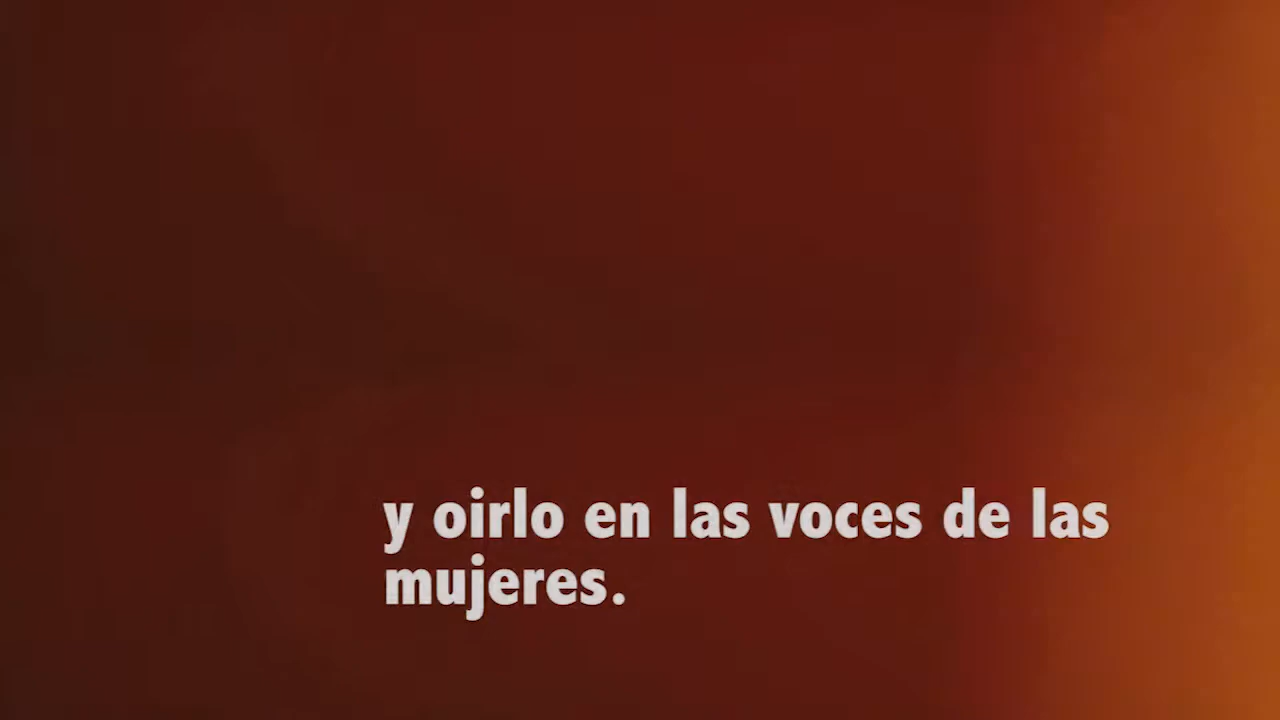 y oirlo en las voces de las
mujeres.